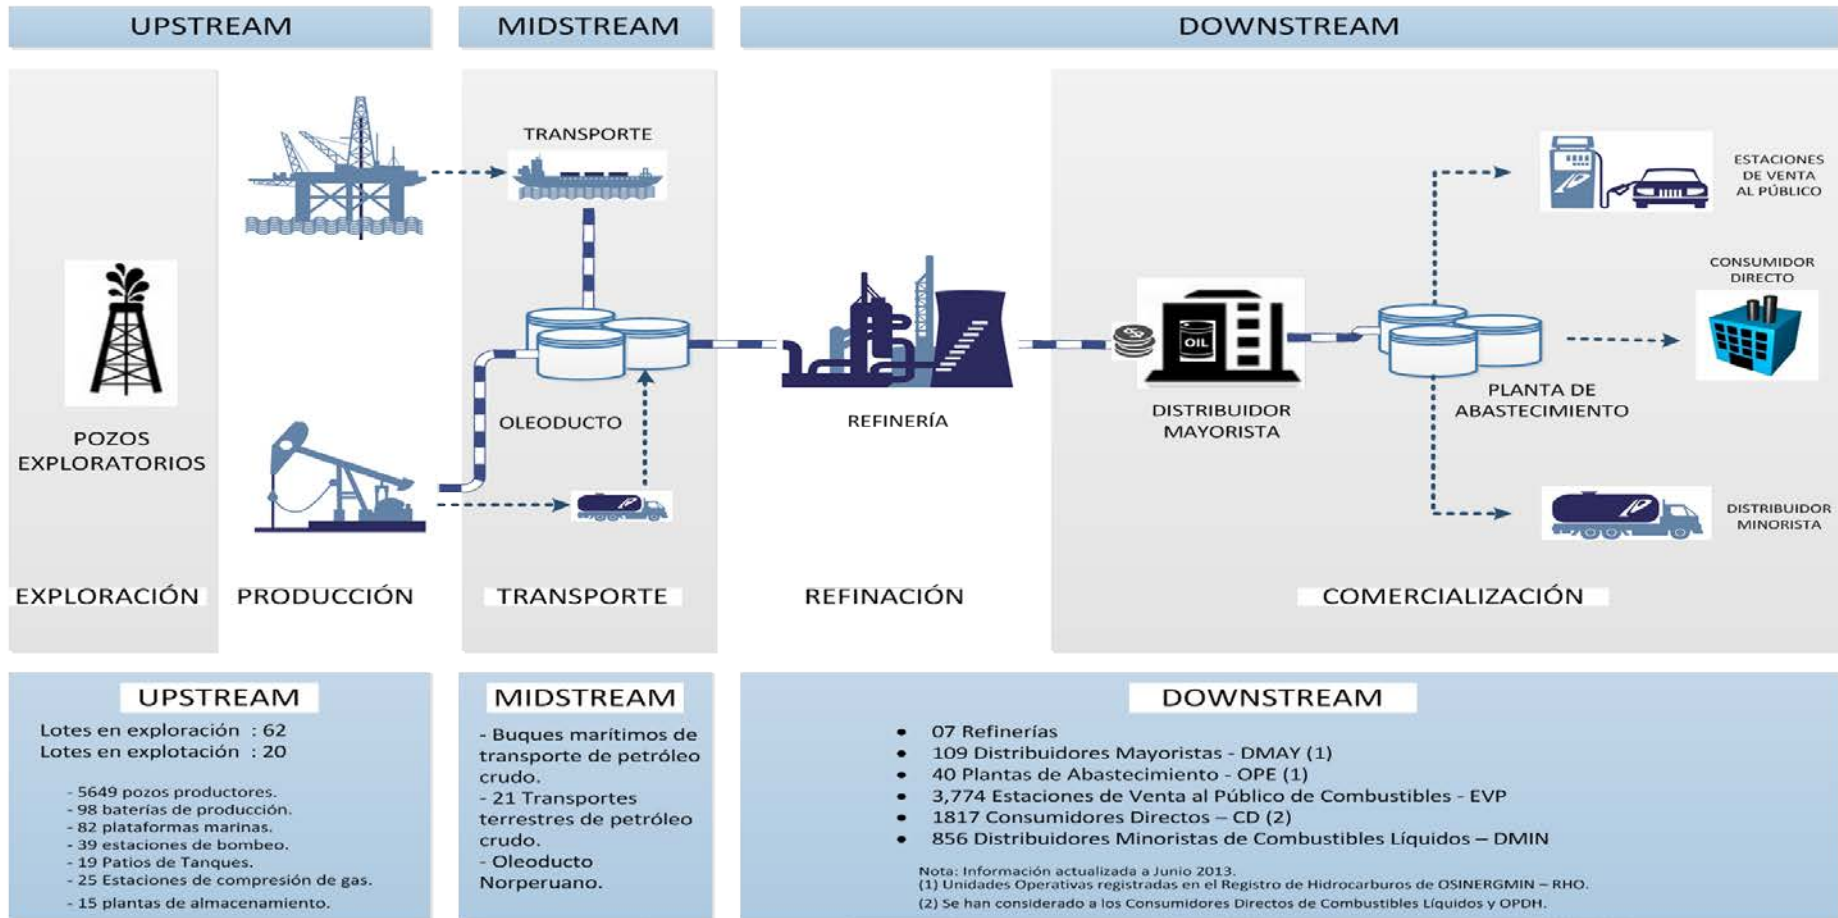 UPSTREAM
MIDSTREAM
DOWNSTREAM
TRANSPORTE
ESTACIONES
DE VENTA
AL PÚBLICO
CONSUMIDOR
DIRECTO
OIL
POZOS
EXPLORATORIOS
OLEODUCTO
REFINERÍA
DISTRIBUIDOR
MAYORISTA
PLANTA DE
ABASTECIMIENTO
DISTRIBUIDOR
MINORISTA
EXPLORACIÓN
PRODUCCIÓN
TRANSPORTE
REFINACIÓN
COMERCIALIZACIÓN
UPSTREAM
Lotes en exploración : 62
Lotes en explotación : 20
- 5649 pozos productores.
- 98 baterías de producción.
- 82 plataformas marinas.
- 39 estaciones de bombeo.
- 19 Patios de Tanques.
- 25 Estaciones de compresión de gas.
- 15 plantas de almacenamiento.
MIDSTREAM
- Buques marítimos de
transporte de petróleo
crudo.
- 21 Transportes
terrestres de petróleo
crudo.
- Oleoducto
Norperuano.
DOWNSTREAM
• 07 Refinerías
• 109 Distribuidores Mayoristas - DMAY (1)
• 40 Plantas de Abastecimiento - OPE (1)
• 3,774 Estaciones de Venta al Público de Combustibles - EVP
• 1817 Consumidores Directos – CD (2)
• 856 Distribuidores Minoristas de Combustibles Líquidos – DMIN
Nota: Información actualizada a Junio 2013.
(1) Unidades Operativas registradas en el Registro de Hidrocarburos de OSINERGMIN – RHO.
(2) Se han considerado a los Consumidores Directos de Combustibles Líquidos y OPDH.